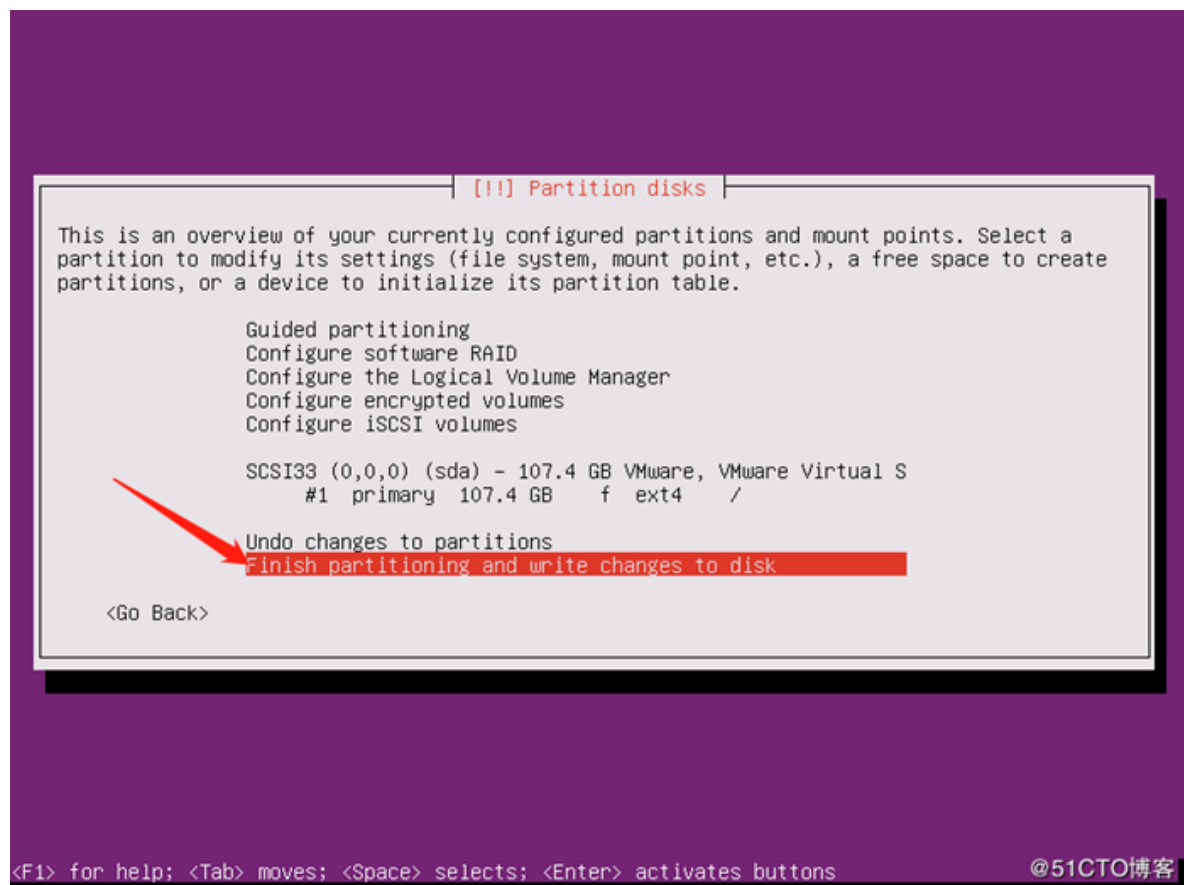 [!!] Partition disks
This is an overview of your currently configured partitions and mount points. Select a
partition to modify its settings (file system, mount point, etc.), a free space to create
partitions, or a device to initialize its partition table.
Guided partitioning
Configure software RAID
Configure the Logical Volume Manager
Configure encrypted volumes
Configure iSCSI volumes
SCSI33 (0,0,0) (sda) - 107.4 GB VMware, VMware Virtual S
#1 primary 107.4 GB f ext4 /
Undo changes to partitions
Finish partitioning and write changes to disk
<Go Back>
<F1> for help; <Tab> moves; <Space> selects; <Enter> activates buttons
@51CTO博客